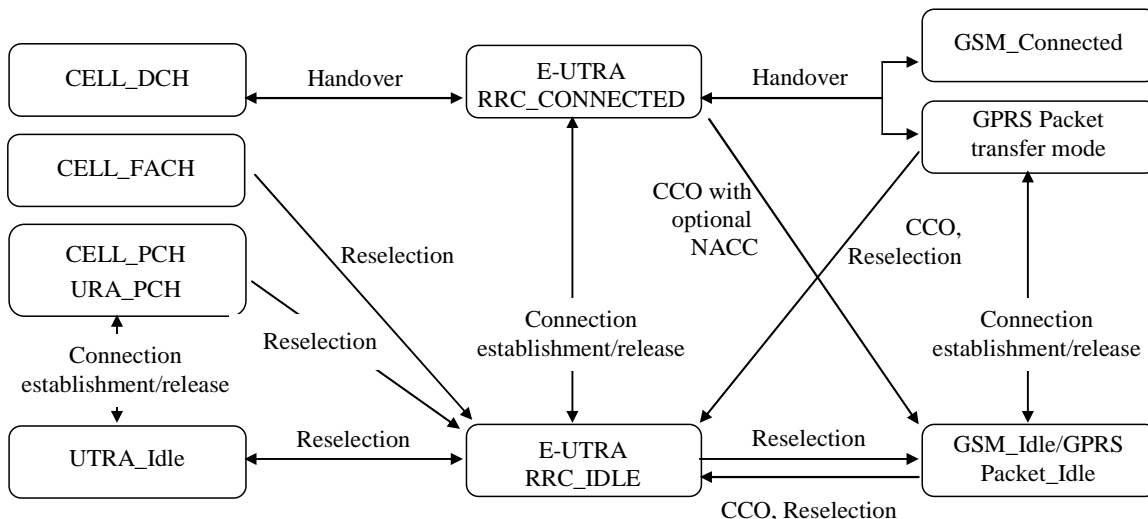 GSM_Connected
CELL_DCH
Handover
E-UTRA
RRC_CONNECTED
Handover
GPRS Packet
transfer mode
CELL_FACH
CCO with
optional
NACC
CCO,
Reselection
CELL_PCH
URA_PCH
Reselection
Reselection
Connection
establishment/release
Connection
establishment/release
Connection
establishment/release
UTRA_Idle
Reselection
E-UTRA
RRC_IDLE
Reselection
GSM_Idle/GPRS
Packet_Idle
CCO, Reselection